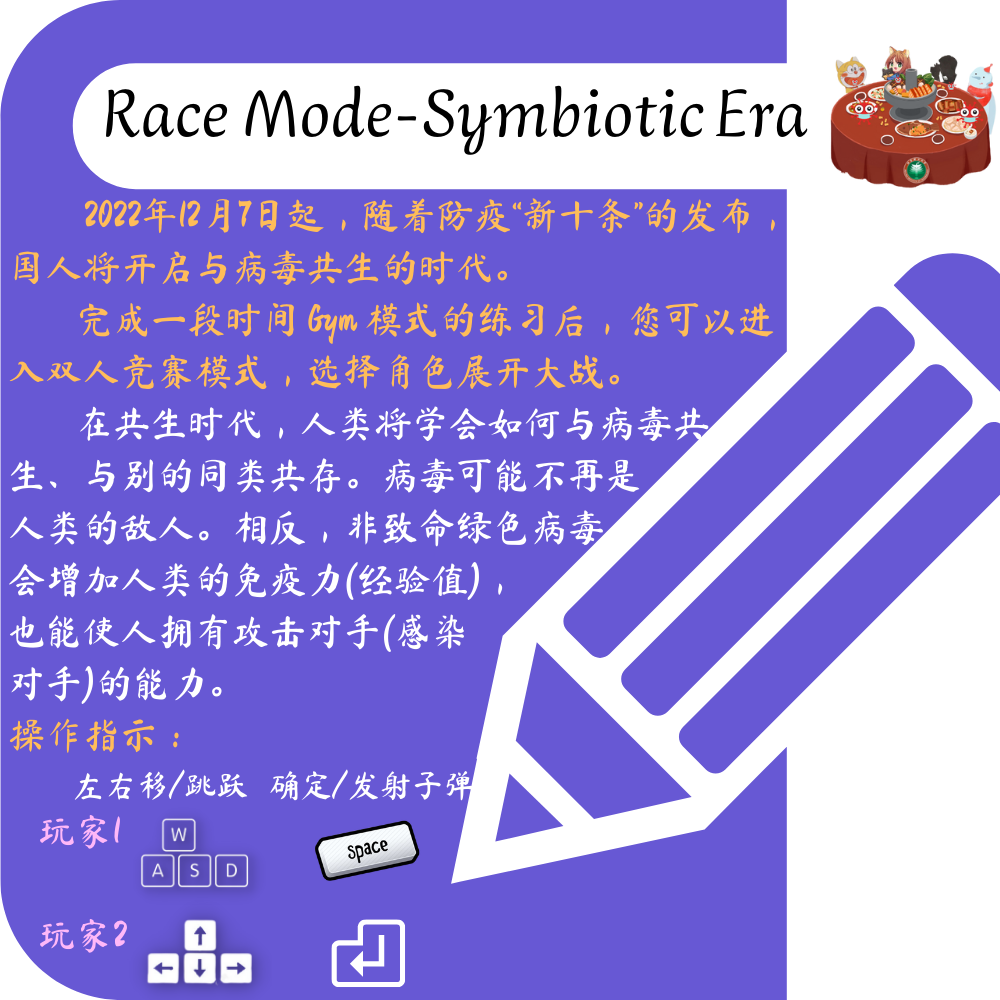 Race Mode-Symbiotic Era
2022年12月7日起，随着防疫“新十条”的发布，
国人将开启与病毒共生的时代。
完成一段时间 Gym 模式的练习后，您可以进
入双人竞赛模式，选择角色展开大战。
在共生时代，人类将学会如何与病毒共
生、与别的同类共存。病毒可能不再是
人类的敌人。相反，非致命绿色病毒
会增加人类的免疫力(经验值)，
也能使人拥有攻击对手(感染
对手)的能力。
操作指示：
左右移/跳跃 确定/发射子弹
玩家1
W
space
A S D
玩家2